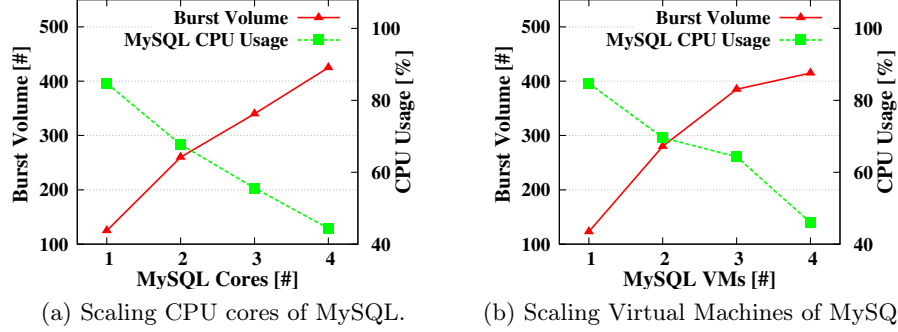 Burst Volume
MySQL CPU Usage
Burst Volume [#]
500
400
300
200
100
CPU Usage [%]
100
80
60
40
1 2 3 4
MySQL Cores [#]
(a) Scaling CPU cores of MySQL.
Burst Volume
MySQL CPU Usage
Burst Volume [#]
500
400
300
200
100
CPU Usage [%]
100
80
60
40
1 2 3 4
MySQL VMs [#]
(b) Scaling Virtual Machines of MySQ